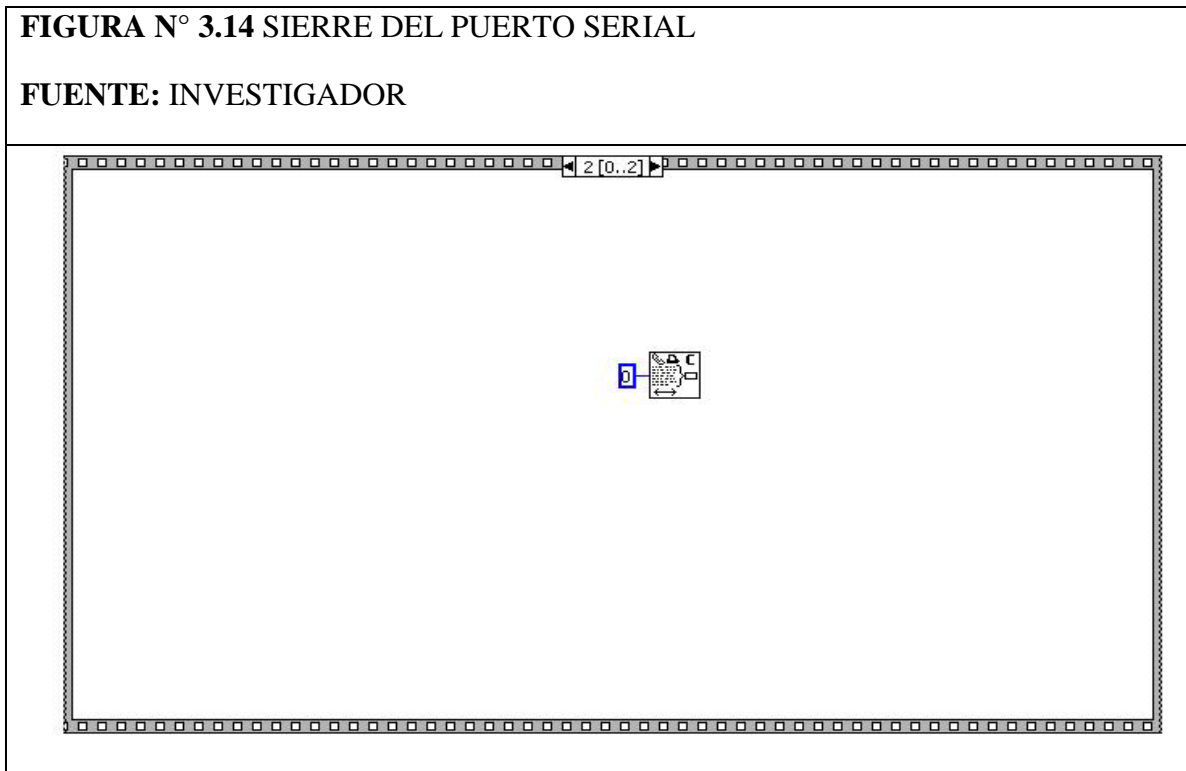 FIGURA N° 3.14 SIERRE DEL PUERTO SERIAL
FUENTE: INVESTIGADOR
2 [0..2]
0
C